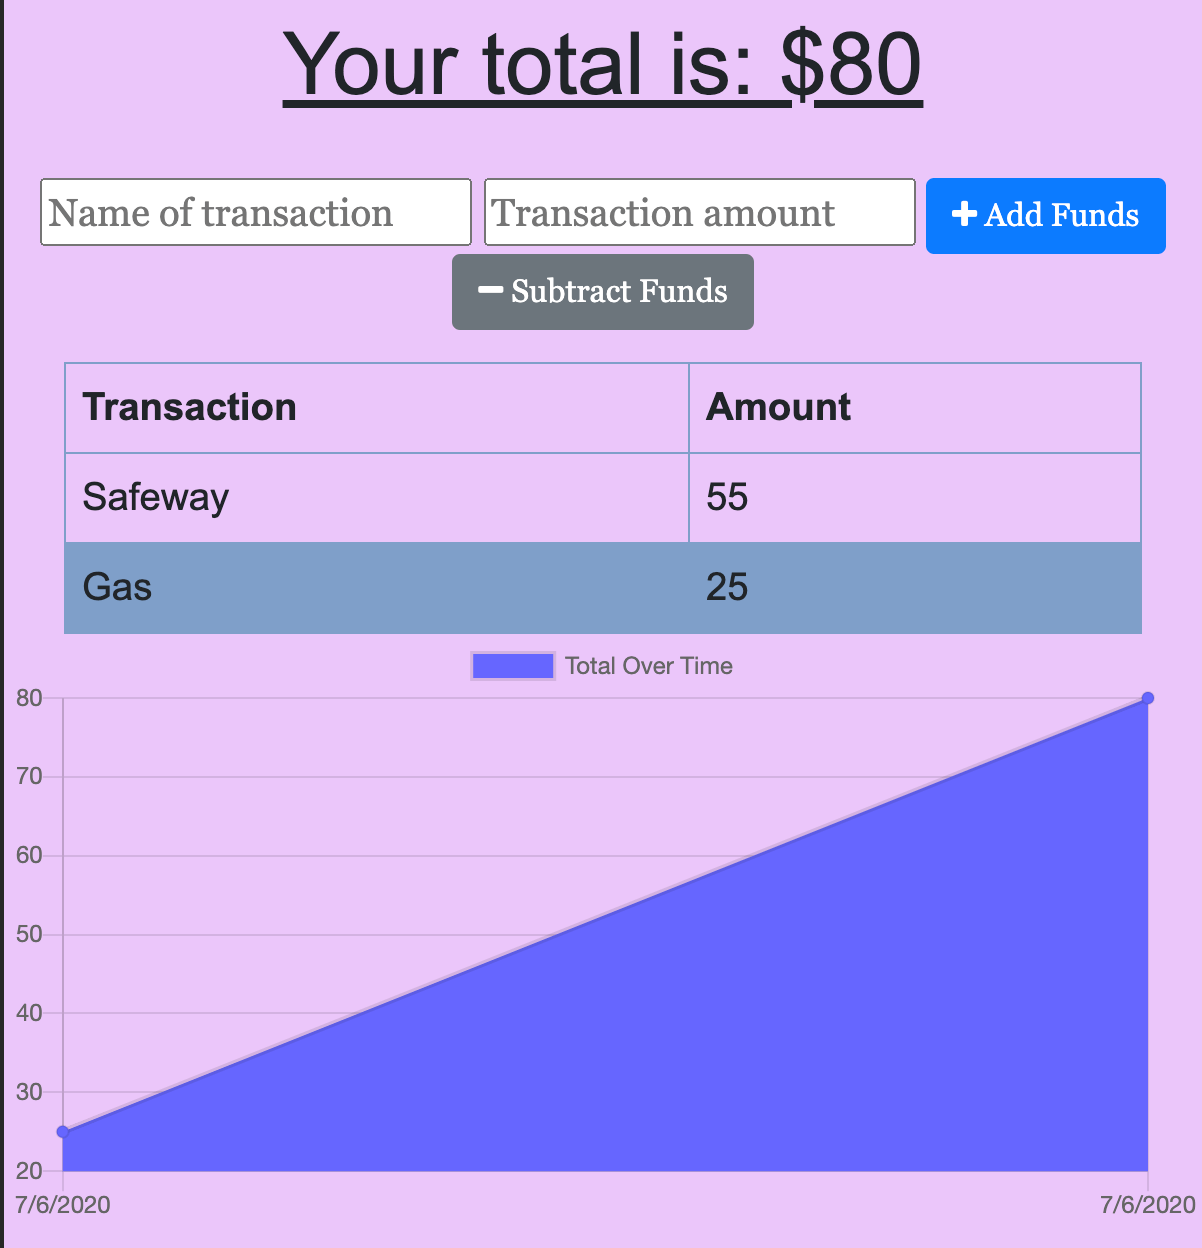 Your total is: $80
Name of transaction Transaction amount Add Funds
Subtract Funds
Transaction Amount
Safeway 55
Gas 25
Total Over Time
80
70
60
50
40
30
20
7/6/2020 7/6/2020